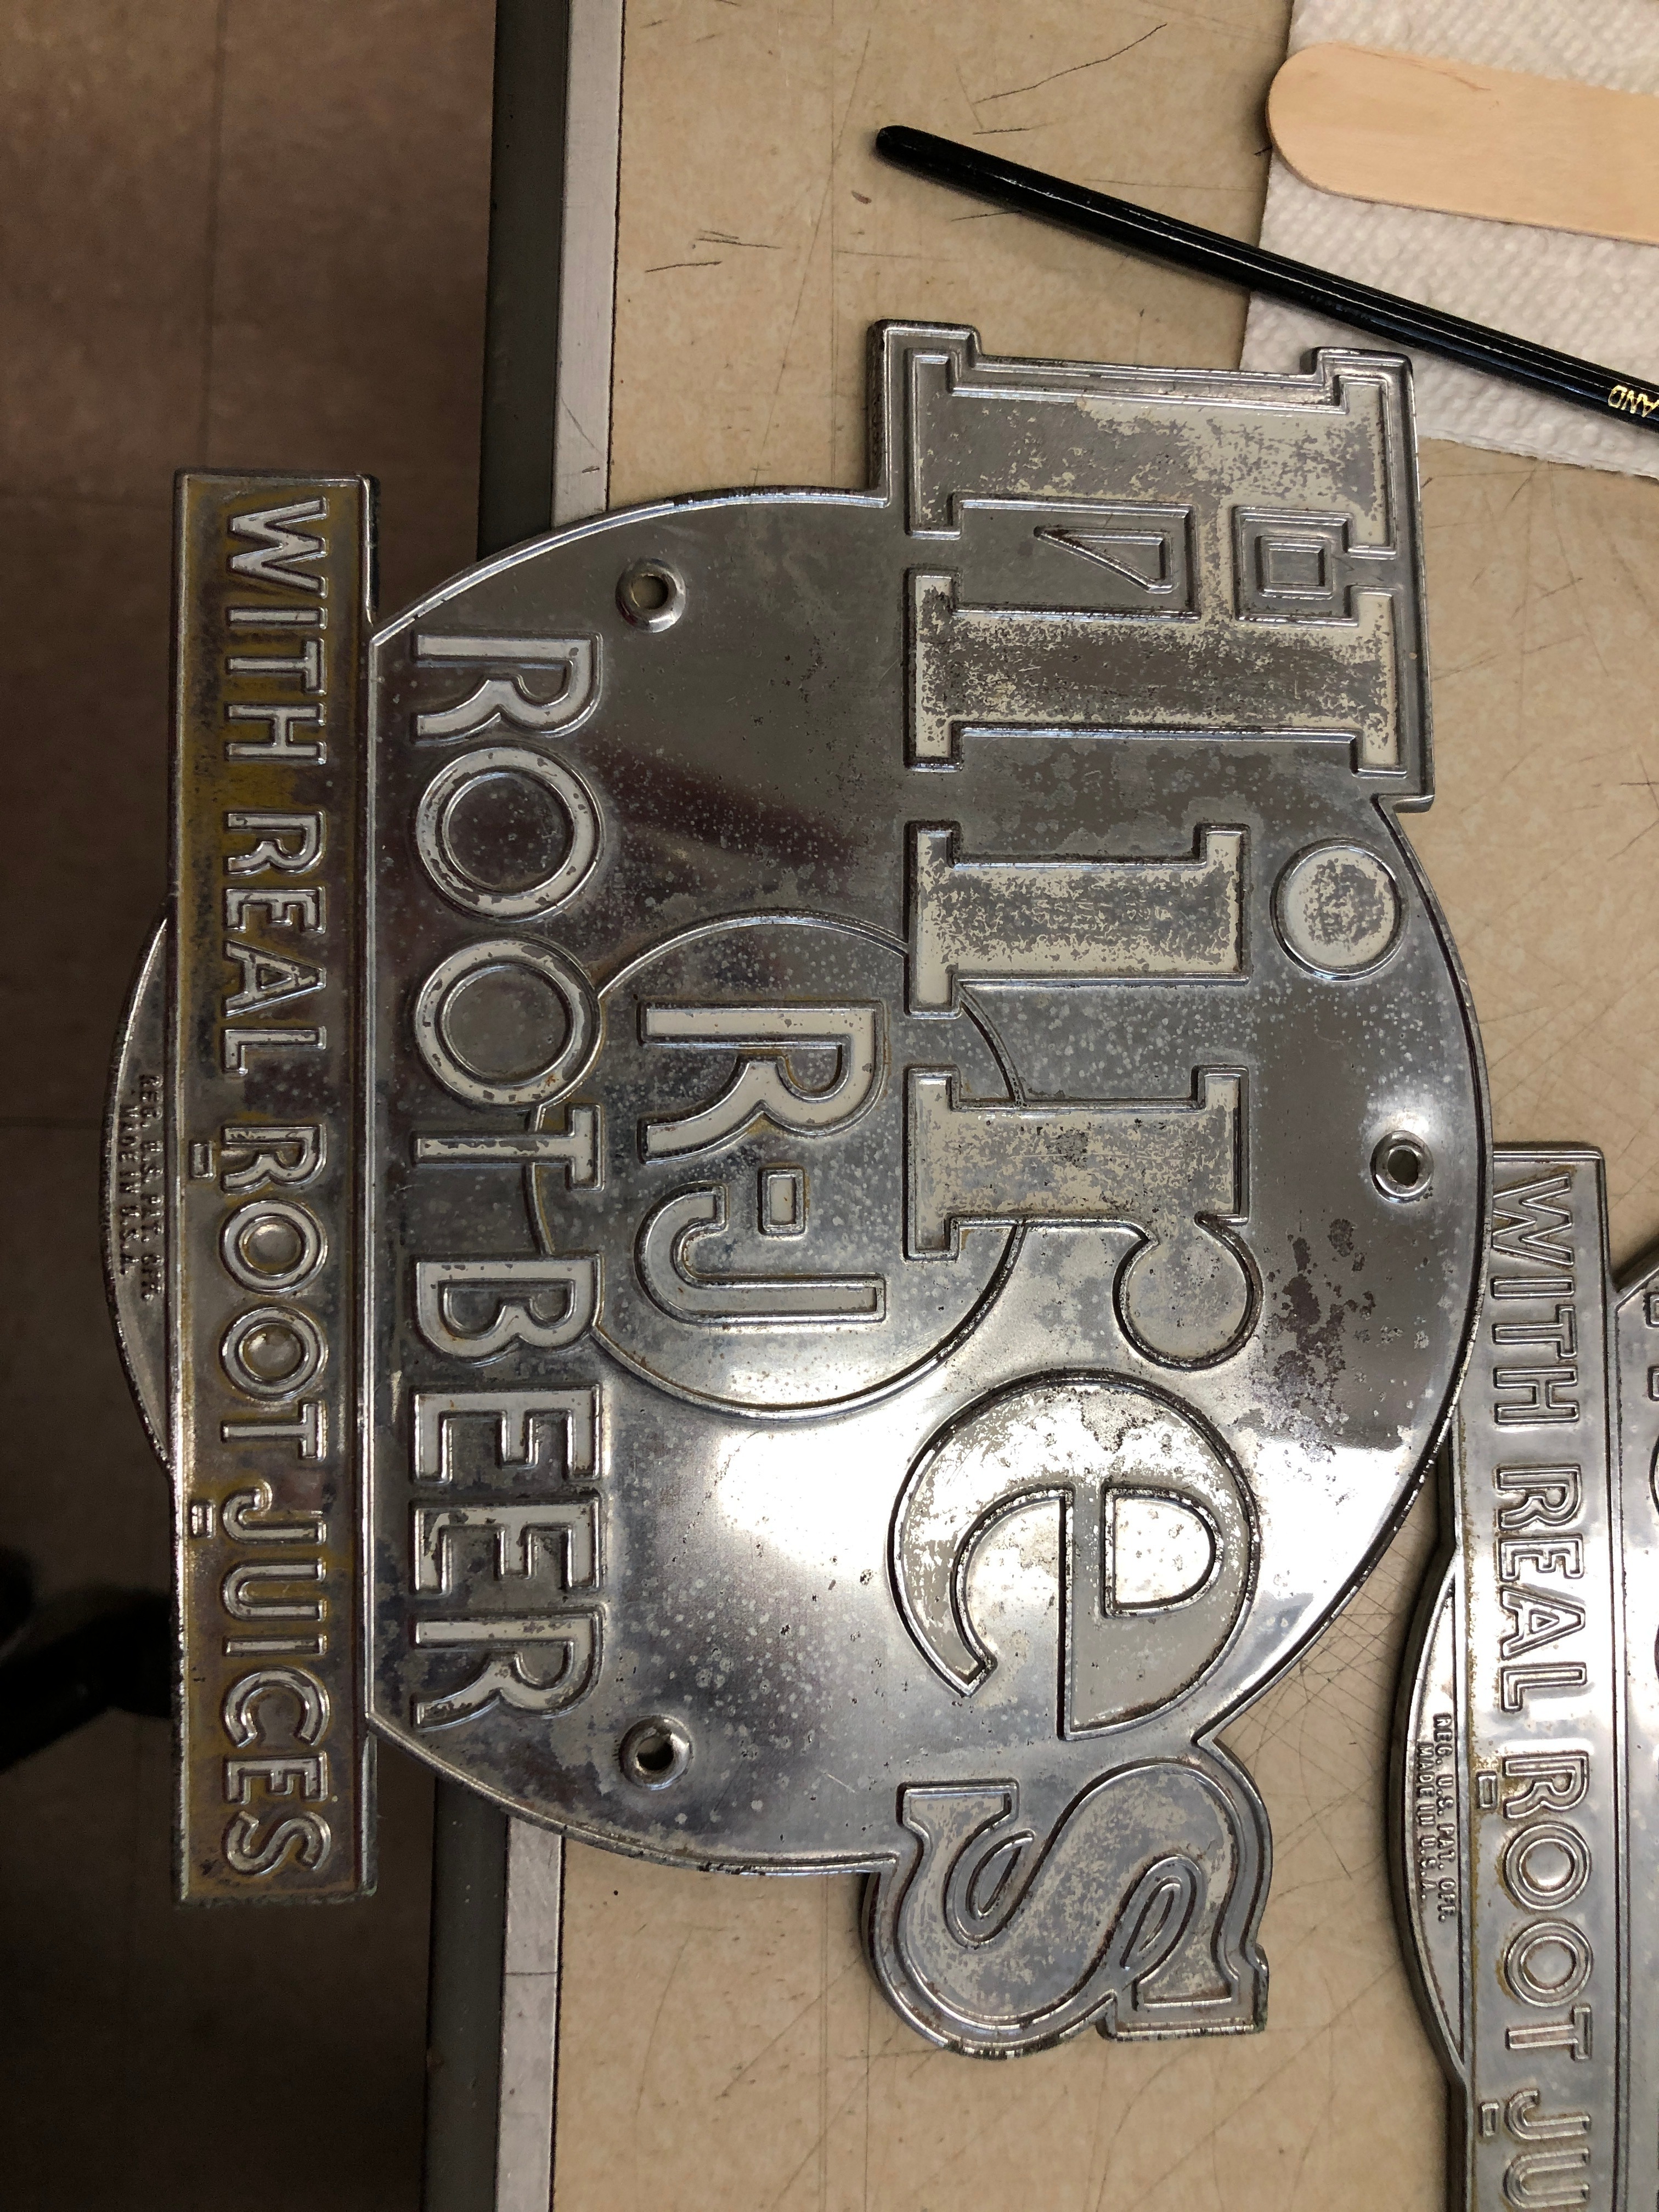 Hires
R-J
ROOT BEER
WITH REAL ROOT JUICES
REG. U.S. PAT. OFF.
MADE IN U.S.A.
WITH REAL ROOT JU
REG. U.S. PAT. OFF.
MADE IN U.S.A.
AND